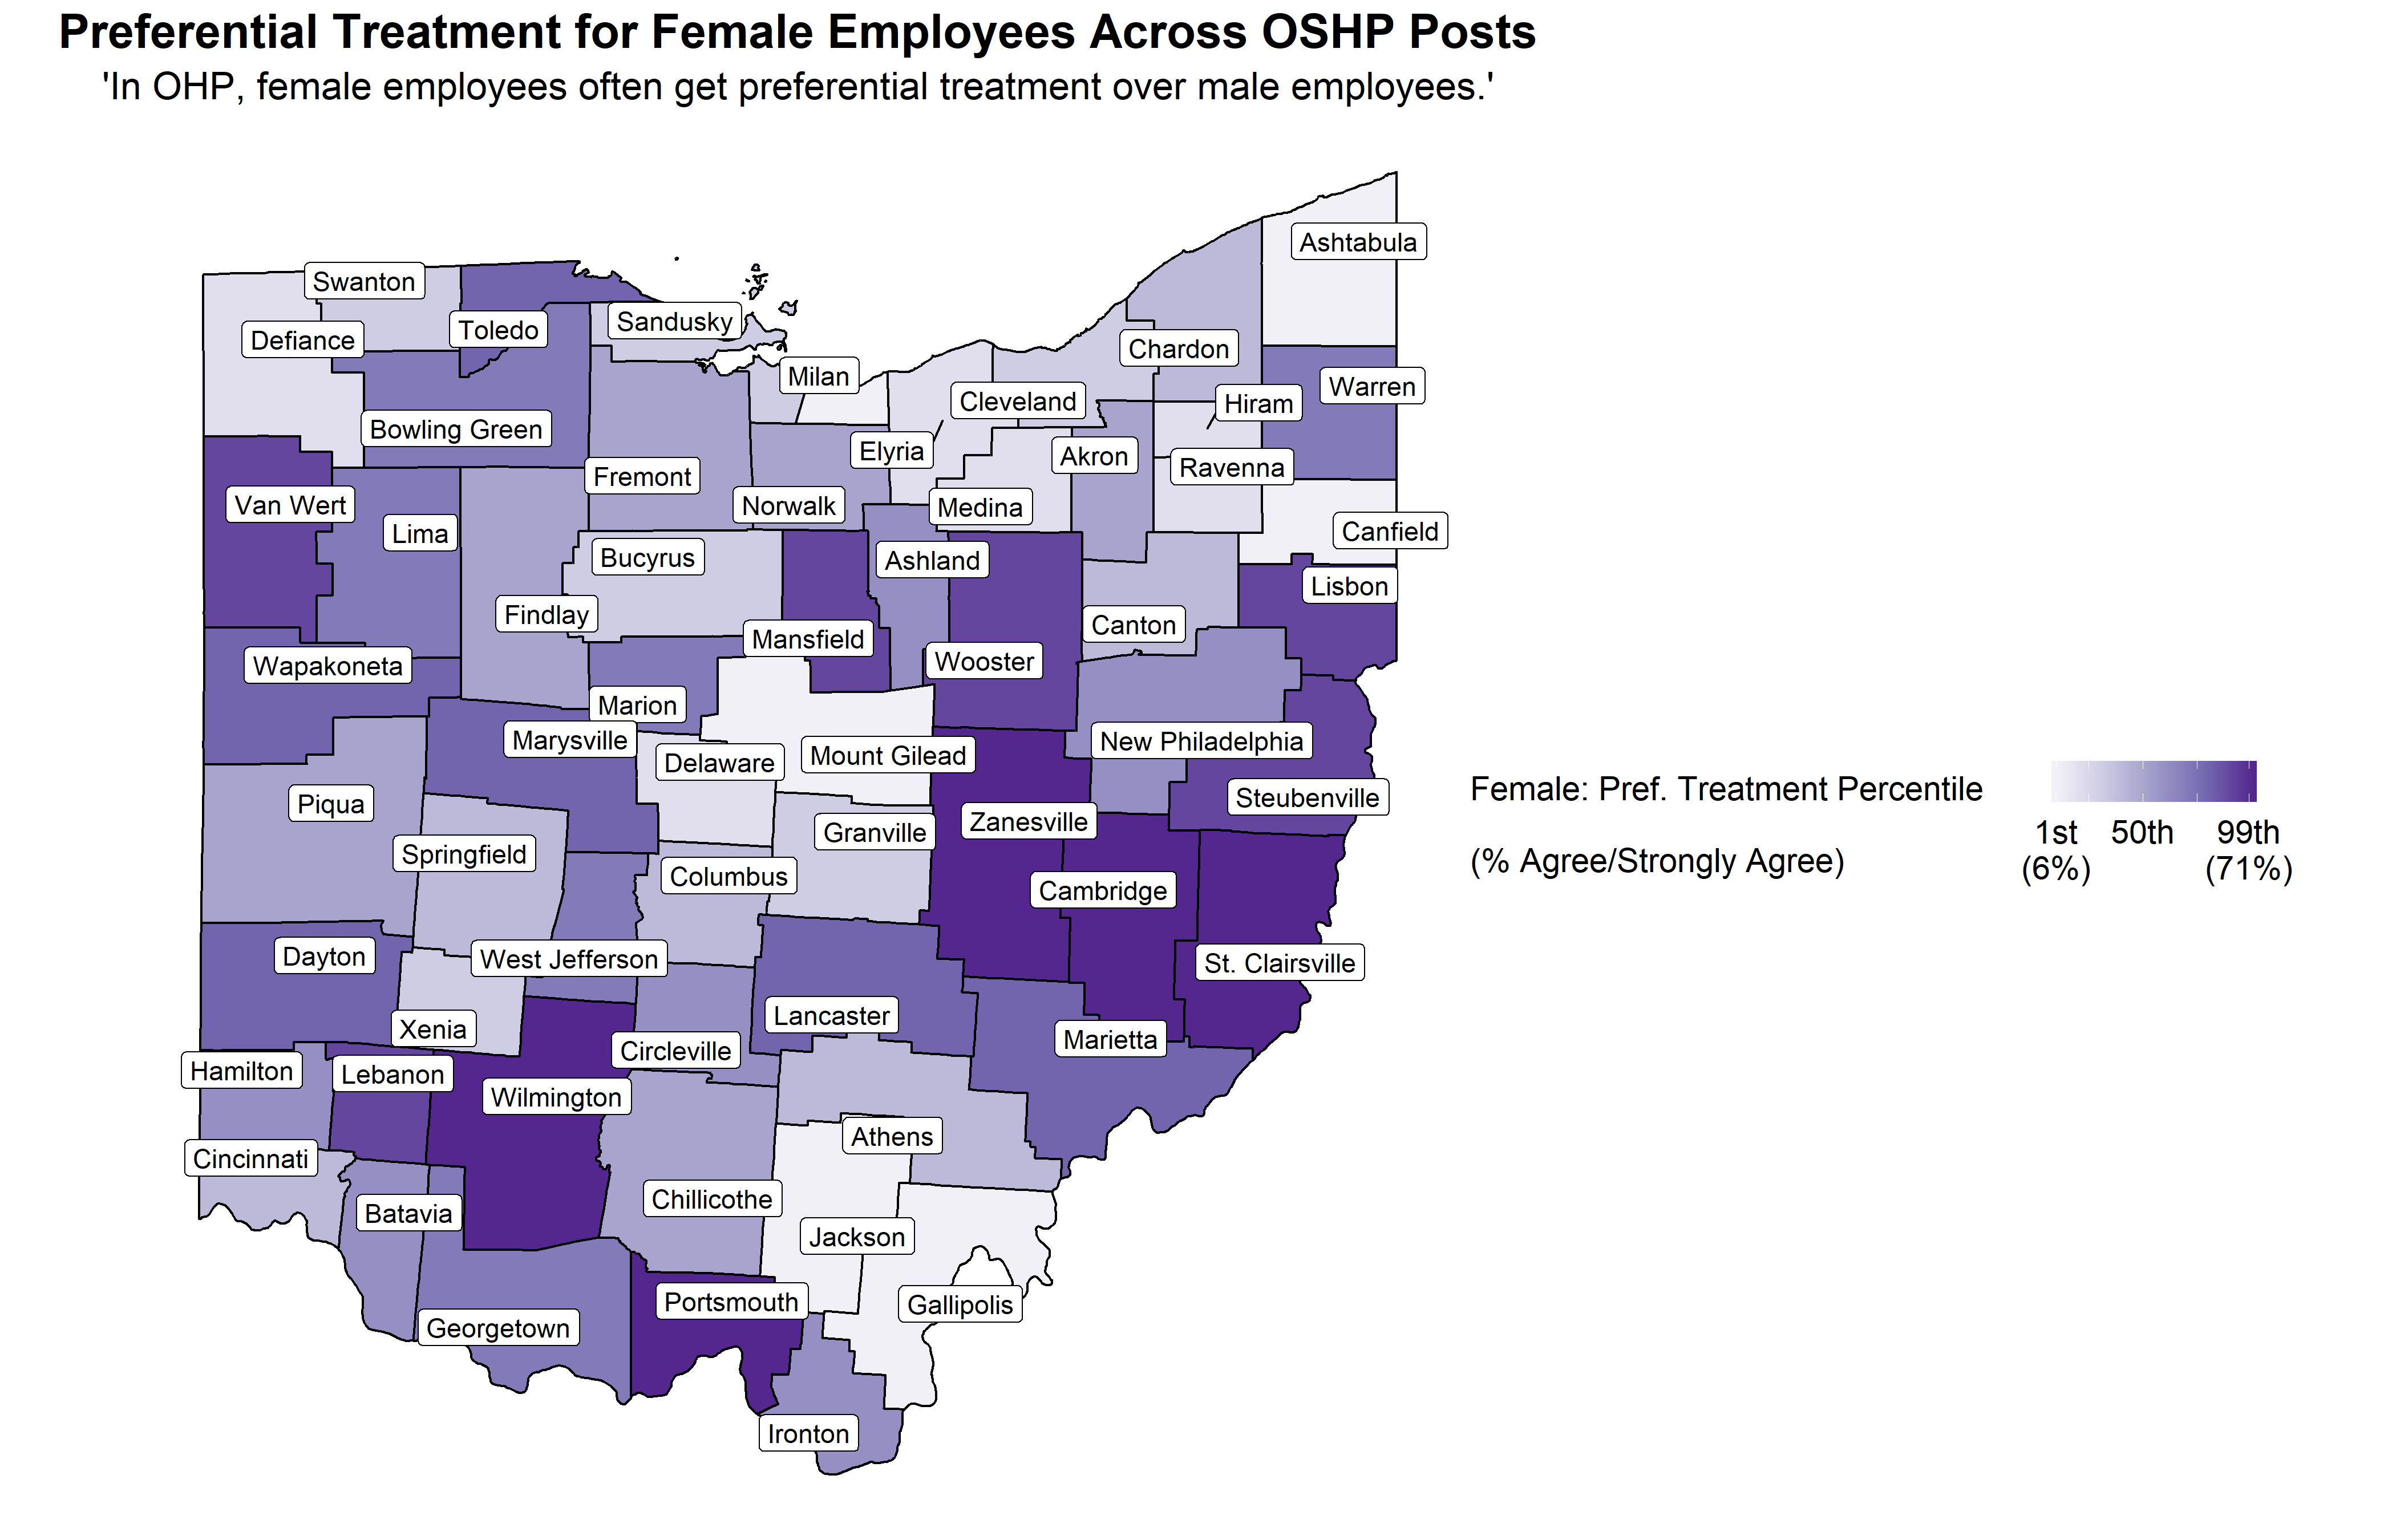 Preferential Treatment for Female Employees Across OSHP Posts
'In OHP, female employees often get preferential treatment over male employees.'
Ashtabula
Swanton
Sandusky
Toledo
Defiance
Chardon
Milan
Warren
Cleveland
Hiram
Bowling Green
Elyria
Akron
Ravenna
Fremont
Van Wert
Norwalk
Medina
Canfield
Lima
Bucyrus
Ashland
Lisbon
Findlay
Canton
Mansfield
Wooster
Wapakoneta
Marion
Marysville
New Philadelphia
Mount Gilead
Delaware
Steubenville
Piqua
Zanesville
Granville
Springfield
Columbus
Cambridge
Dayton
West Jefferson
St. Clairsville
Lancaster
Xenia
Marietta
Circleville
Hamilton
Lebanon
Wilmington
Athens
Cincinnati
Chillicothe
Batavia
Jackson
Portsmouth
Gallipolis
Georgetown
Ironton
Female: Pref. Treatment Percentile
(% Agree/Strongly Agree)
1st 50th 99th
(6%) (71%)